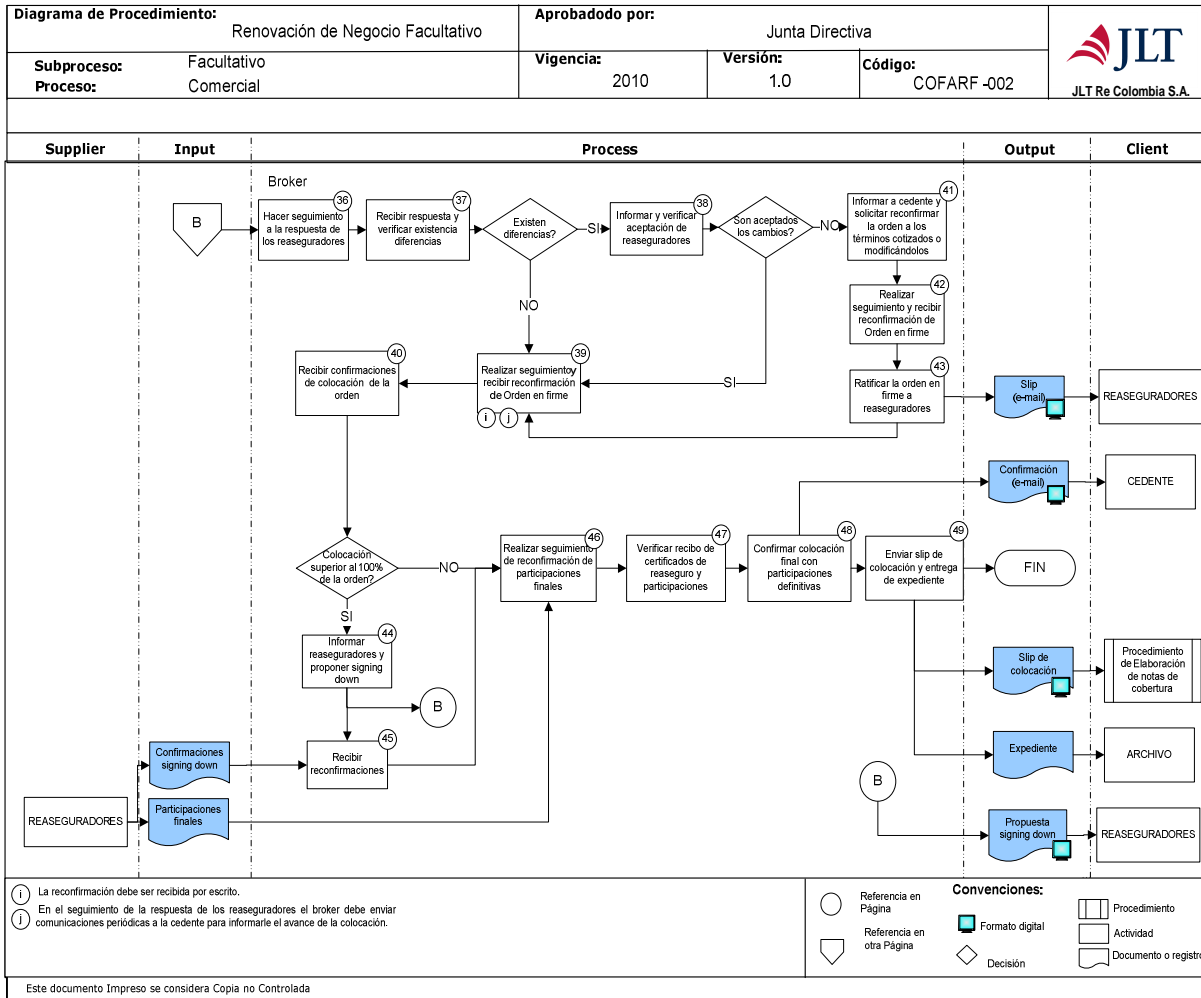 Diagrama de Procedimiento:
Renovación de Negocio Facultativo
Aprobadodo por:
Junta Directiva
JLT
JLT Re Colombia S.A.
Subproceso:
Facultativo
Proceso:
Comercial
Vigencia:
2010
Versión:
1.0
Código:
COFARF -002
Supplier
Input
Process
Output
Client
Broker
B
36
Hacer seguimiento
a la respuesta de
los reaseguradores
37
Recibir respuesta y
verificar existencia
diferencias
Existen
diferencias?
SI
38
Informar y verificar
aceptación de
reaseguradores
Son aceptados
los cambios?
NO
41
Informar a cedente y
solicitar reconfirmar
la orden a los
términos cotizados o
modificándolos
NO
42
Realizar
seguimiento y recibir
reconfirmación de
Orden en firme
40
Recibir confirmaciones
de colocación de la
orden
39
Realizar seguimiento y
recibir reconfirmación
de Orden en firme
i
j
SI
43
Ratificar la orden en
firme a
reaseguradores
Slip
(e-mail)
REASEGURADORES
Confirmación
(e-mail)
CEDENTE
Colocación
superior al 100%
de la orden?
NO
SI
46
Realizar seguimiento
de reconfirmación de
participaciones
finales
47
Verificar recibo de
certificados de
reaseguro y
participaciones
48
Confirmar colocación
final con
participaciones
definitivas
49
Enviar slip de
colocación y entrega
de expediente
FIN
44
Informar
reaseguradores y
proponer signing
down
B
Slip de
colocación
Procedimiento
de Elaboración
de notas de
cobertura
45
Recibir
reconfirmaciones
Confirmaciones
signing down
Expediente
ARCHIVO
REASEGURADORES
Participaciones
finales
B
Propuesta
signing down
REASEGURADORES
i
La reconfirmación debe ser recibida por escrito.
j
En el seguimiento de la respuesta de los reaseguradores el broker debe enviar
comunicaciones periódicas a la cedente para informarle el avance de la colocación.
Referencia en
Página
Referencia en
otra Página
Convenciones:
Formato digital
Decisión
Procedimiento
Actividad
Documento o registro
Este documento Impreso se considera Copia no Controlada